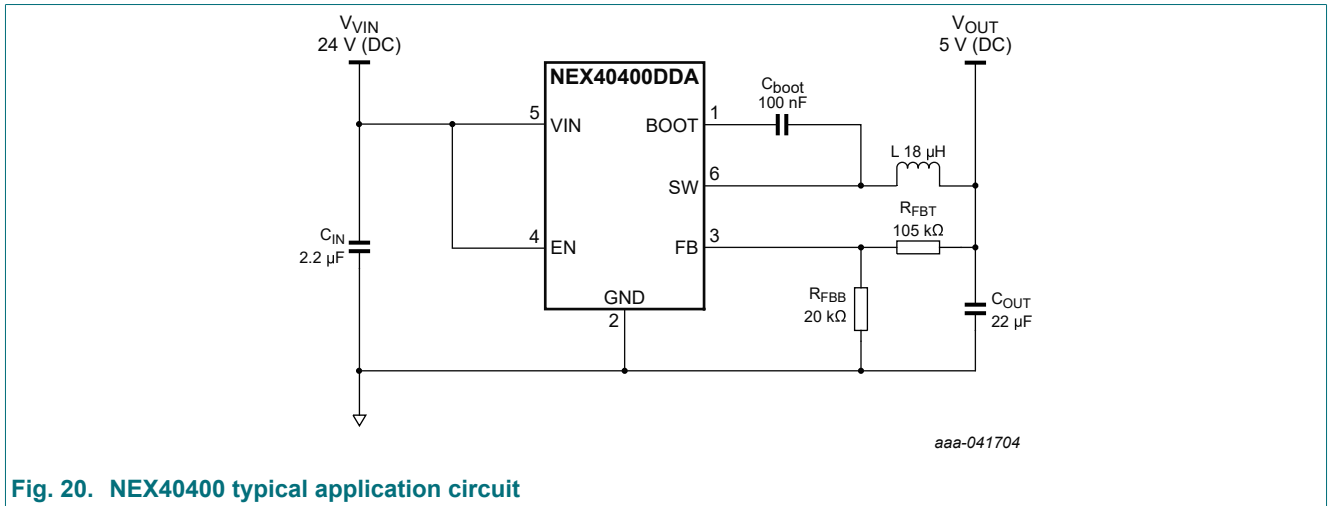 VVIN
24 V (DC)
VOUT
5 V (DC)
NEX40400DDA
Cboot
100 nF
5
VIN
BOOT
1
L 18 µH
SW
6
RFBT
105 kΩ
CIN
2.2 µF
4
EN
FB
3
RFBB
20 kΩ
COUT
22 µF
GND
2
aaa-041704
Fig. 20. NEX40400 typical application circuit